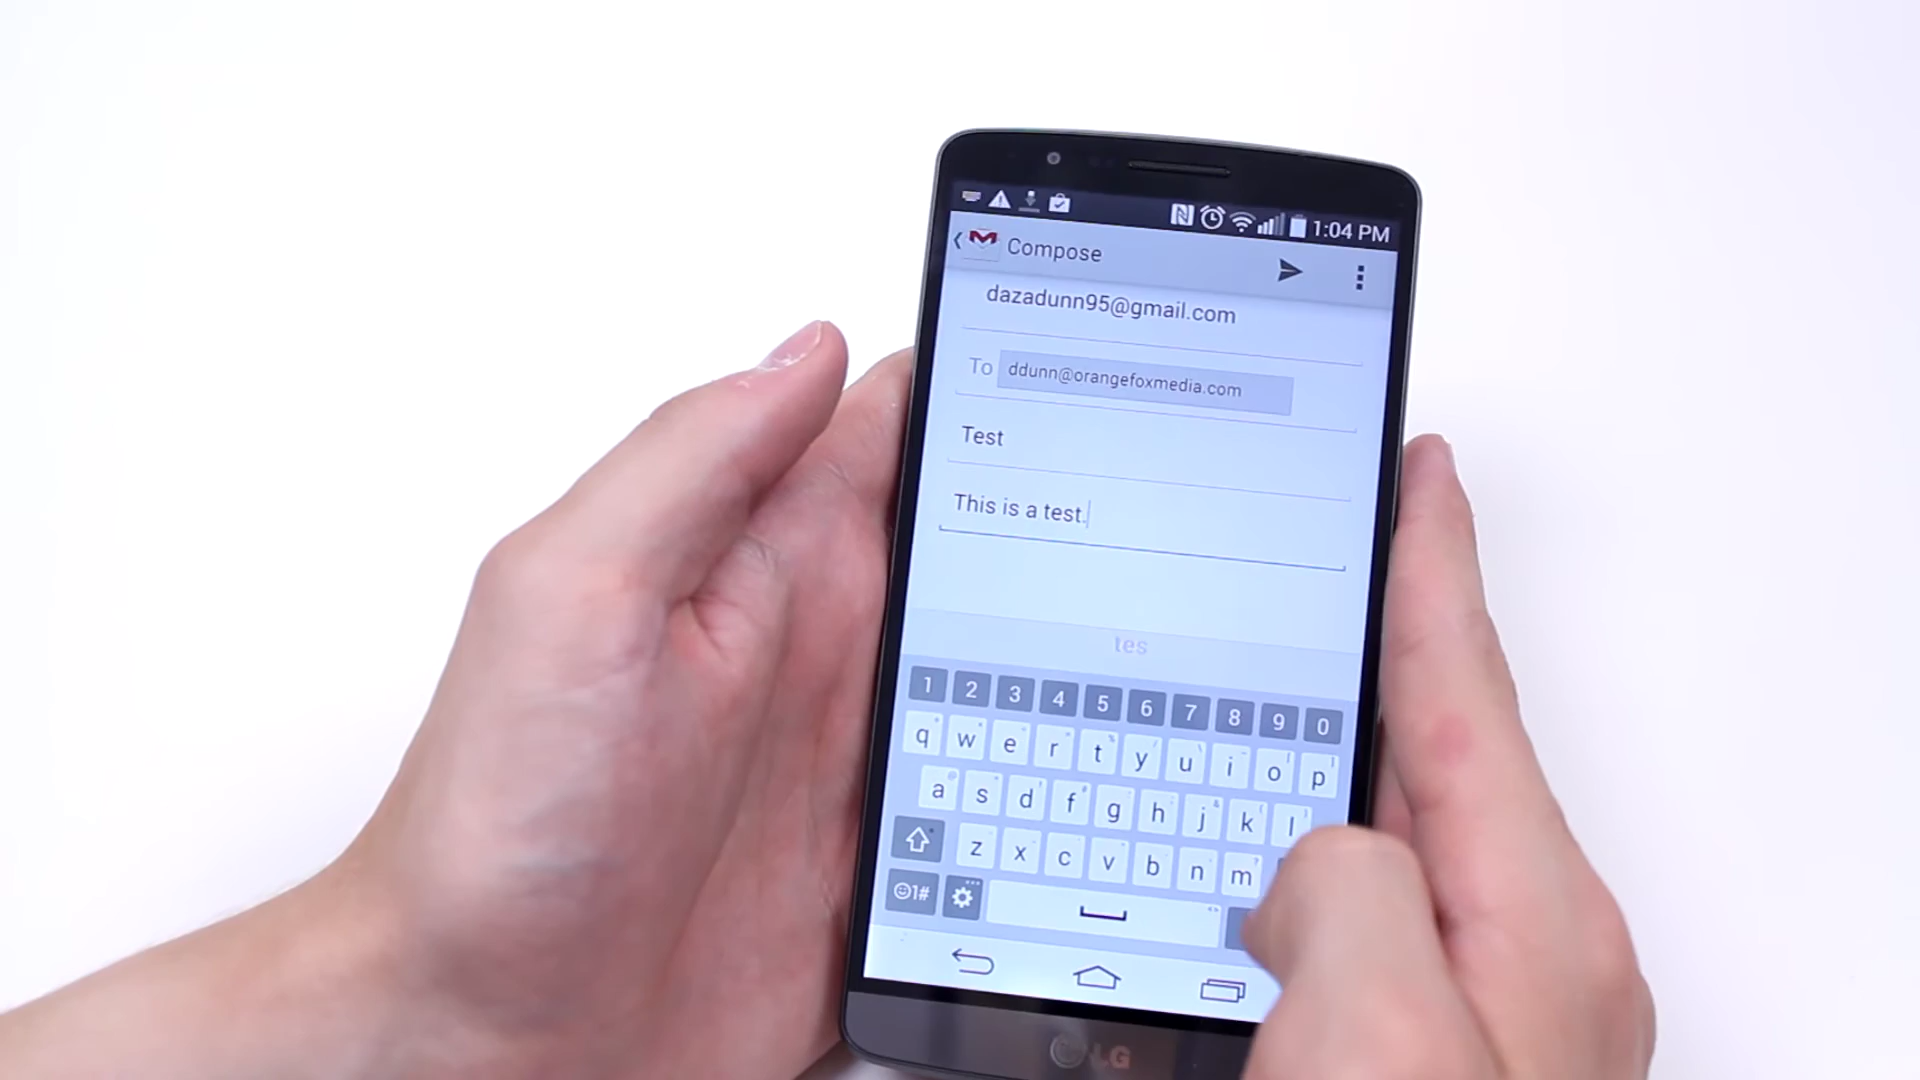 1:04 PM
Compose
dazadunn95@gmail.com
To ddunn@orangefoxmedia.com
Test
This is a test.
tes
1 2 3 4 5 6 7 8 9 0
q w e r t y u i o p
a s d f g h j k l
z x c v b n m
1#
LG